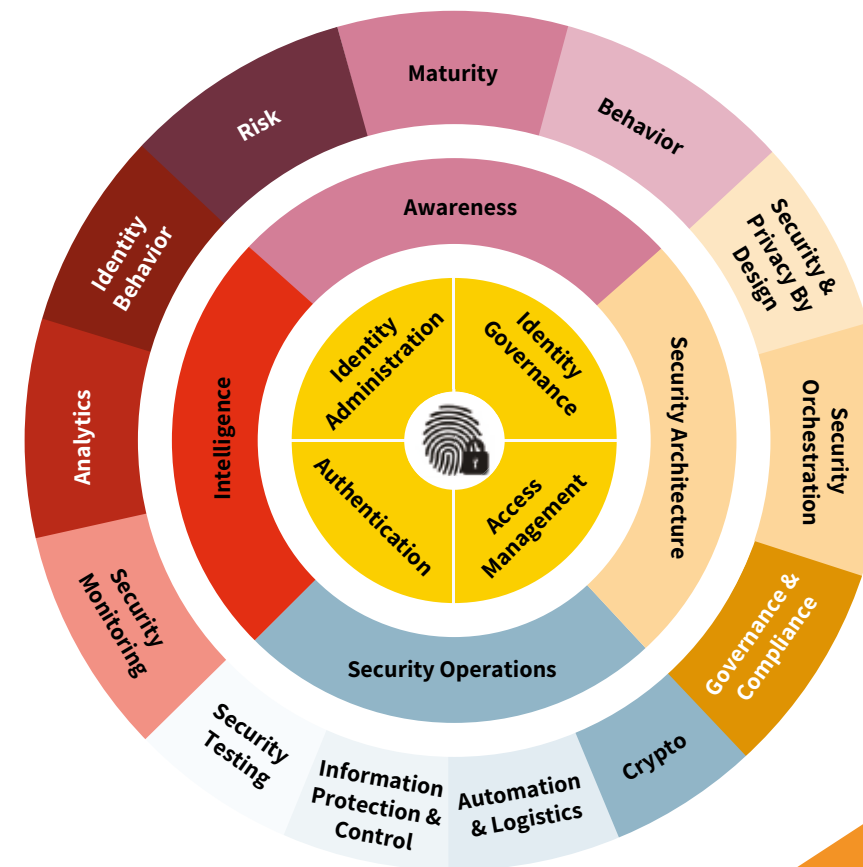 Maturity
Behavior
Security &
Privacy By
Design
Security
Orchestration
Governance &
Compliance
Crypto
Automation
& Logistics
Information
Protection &
Control
Security
Testing
Security
Monitoring
Analytics
Identity
Behavior
Risk
Awareness
Security Architecture
Security Operations
Intelligence
Identity
Administration
Identity
Governance
Access
Management
Authentication